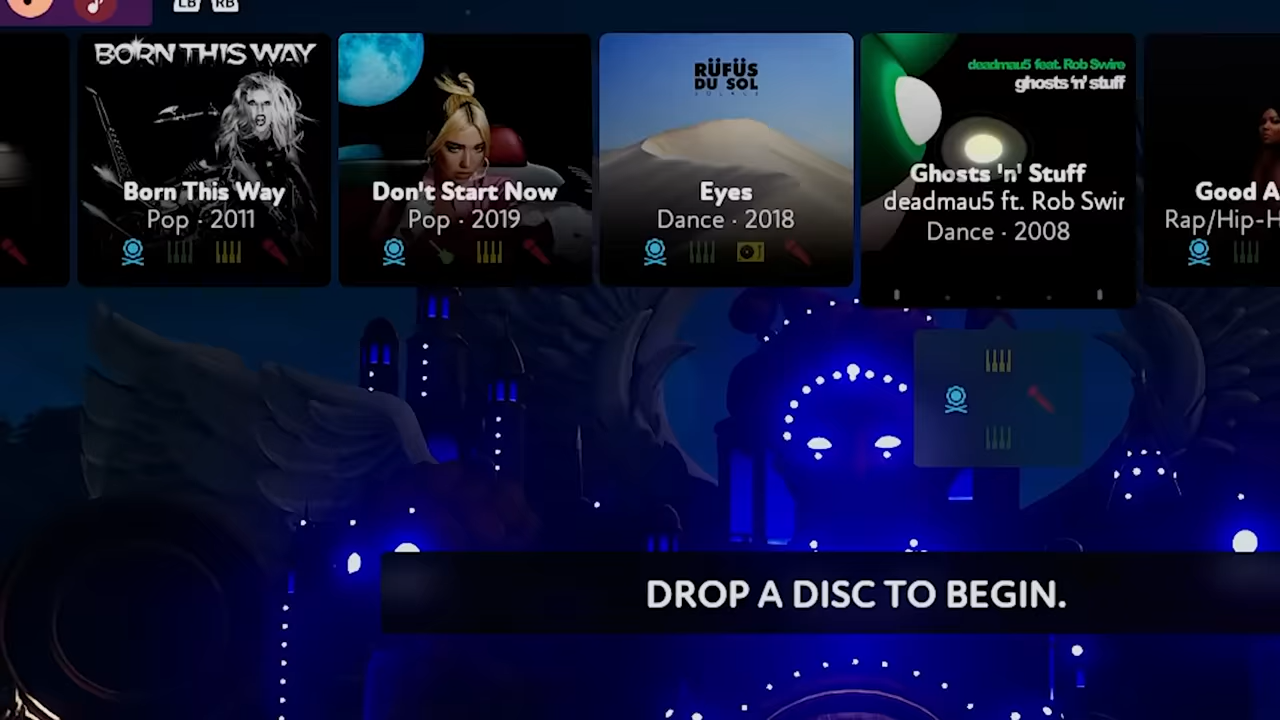 LB RB
BORN THIS WAY
Born This Way
Pop · 2011
Don't Start Now
Pop · 2019
RÜFÜS
DU SOL
Eyes
Dance · 2018
deadmau5 feat. Rob Swire
ghosts 'n' stuff
Ghosts 'n' Stuff
deadmau5 ft. Rob Swir
Dance · 2008
Good A
Rap/Hip-H
DROP A DISC TO BEGIN.